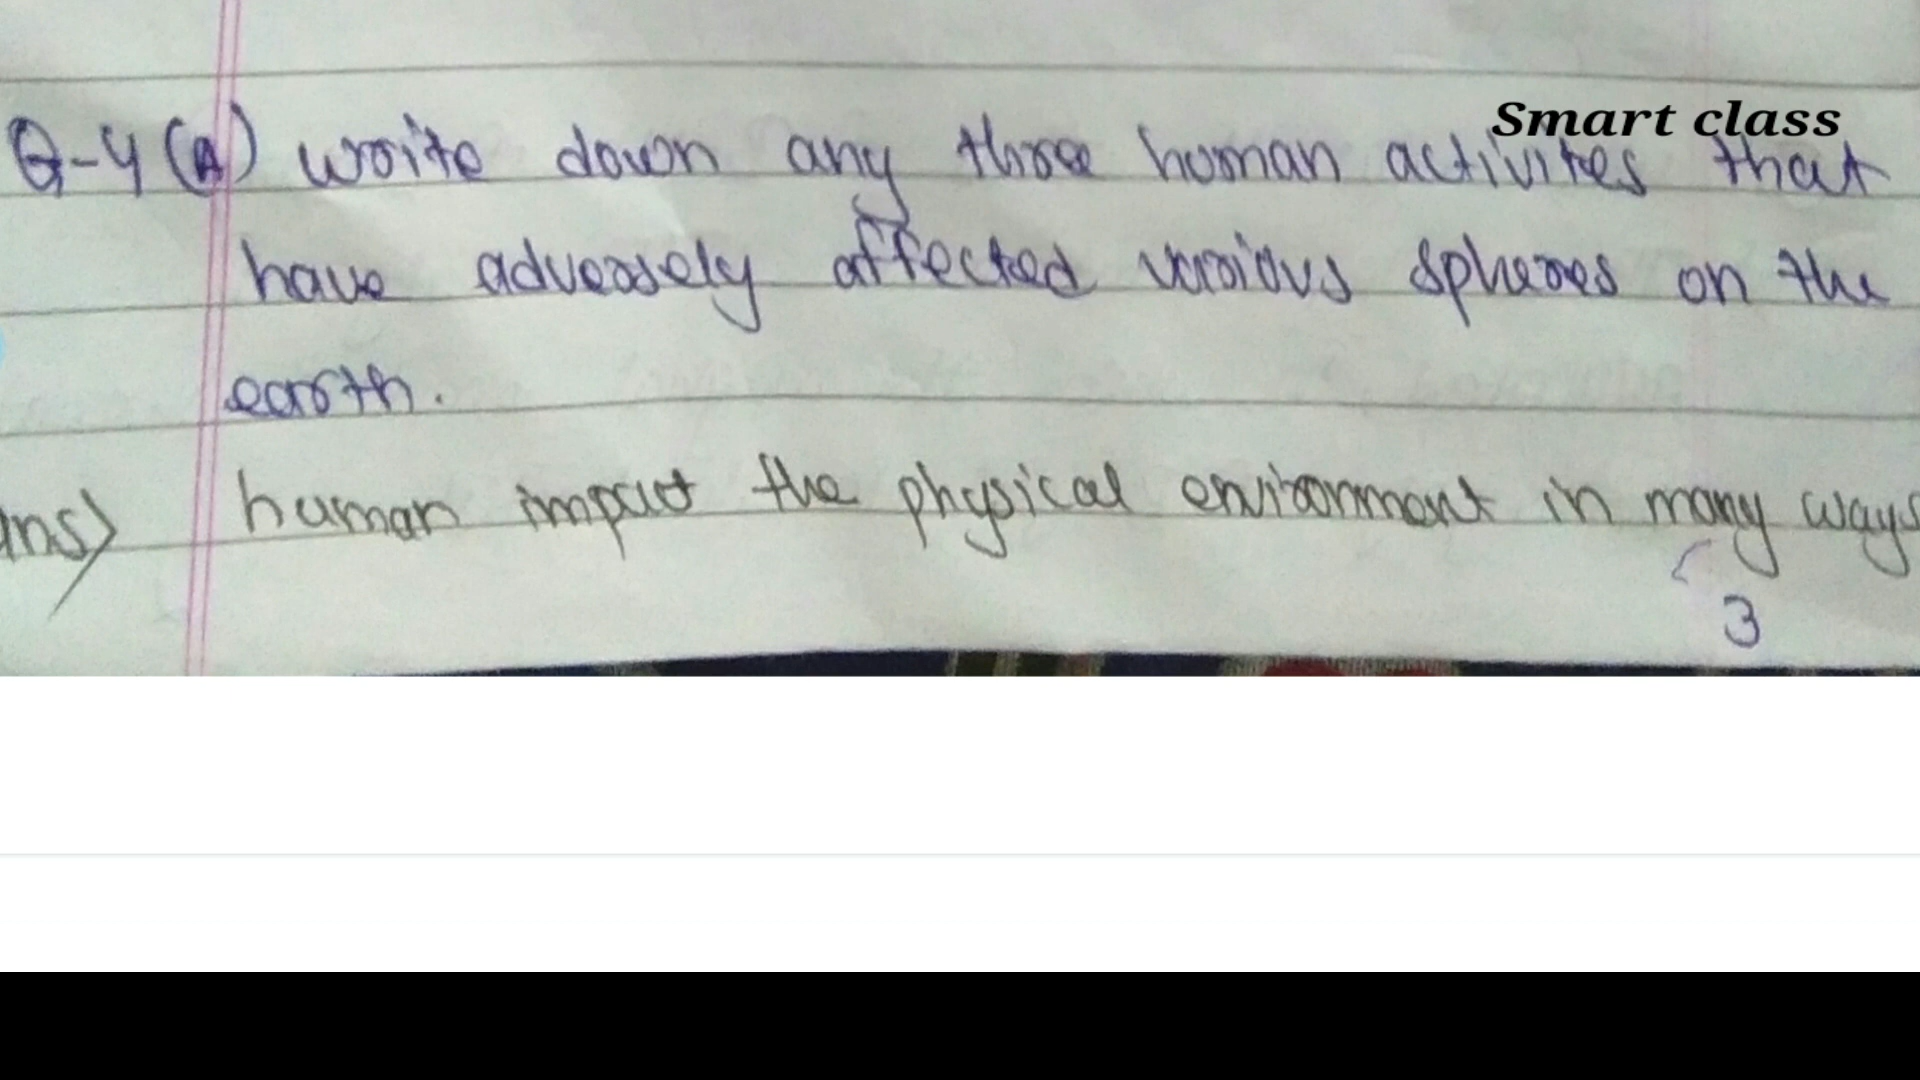 Smart class
Q-4 (A) write down any three human activites that
have adversely affected various spheres on the
earth.
Ans) human impact the physical environment in many ways
3